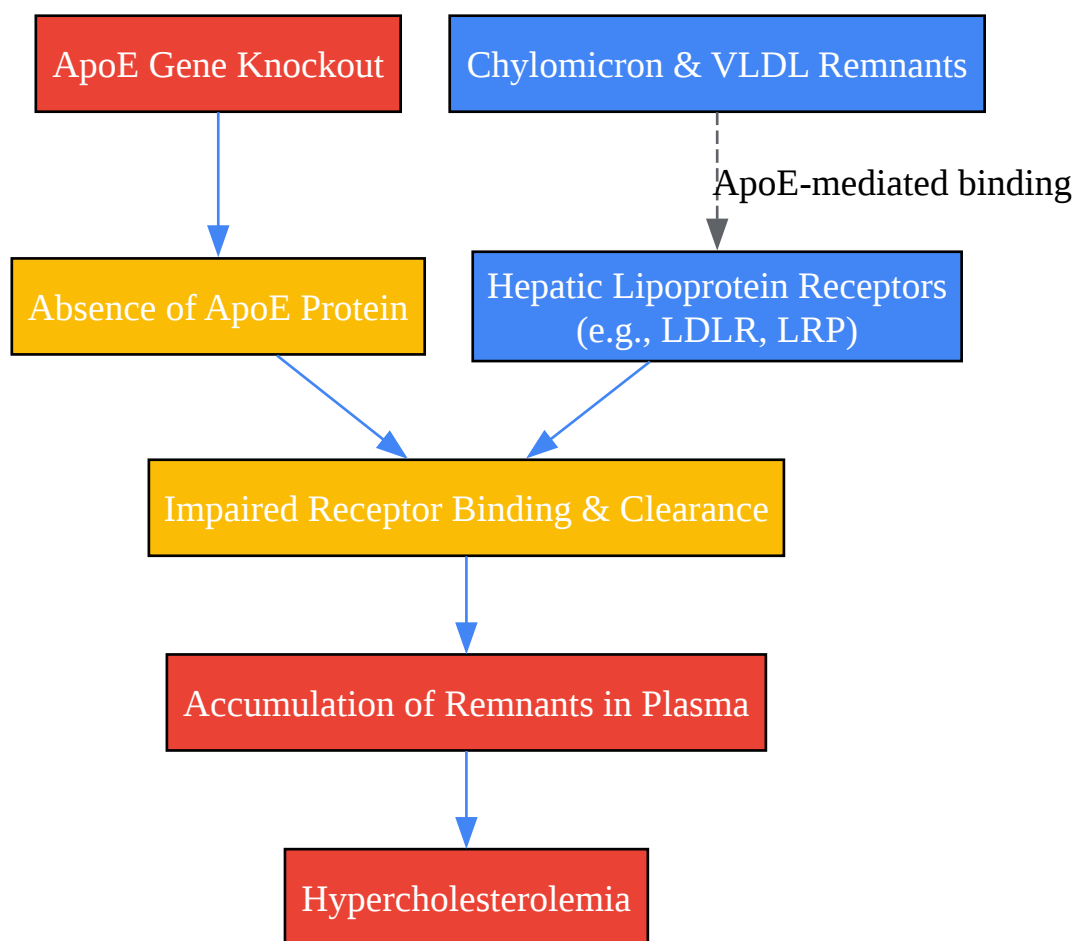 ApoE Gene Knockout
Chylomicron & VLDL Remnants
ApoE-mediated binding
Absence of ApoE Protein
Hepatic Lipoprotein Receptors
(e.g., LDLR, LRP)
Impaired Receptor Binding & Clearance
Accumulation of Remnants in Plasma
Hypercholesterolemia